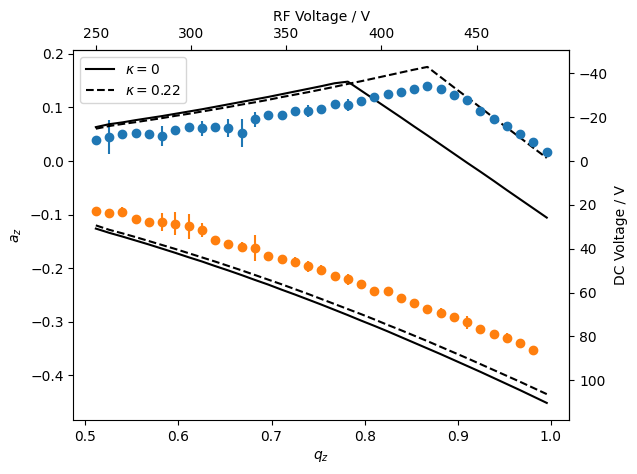 RF Voltage / V
250 300 350 400 450
κ = 0
κ = 0.22
0.2
0.1
0.0
−0.1
−0.2
−0.3
−0.4
a_z
−40
−20
0
20
40
60
80
100
DC Voltage / V
0.5 0.6 0.7 0.8 0.9 1.0
q_z